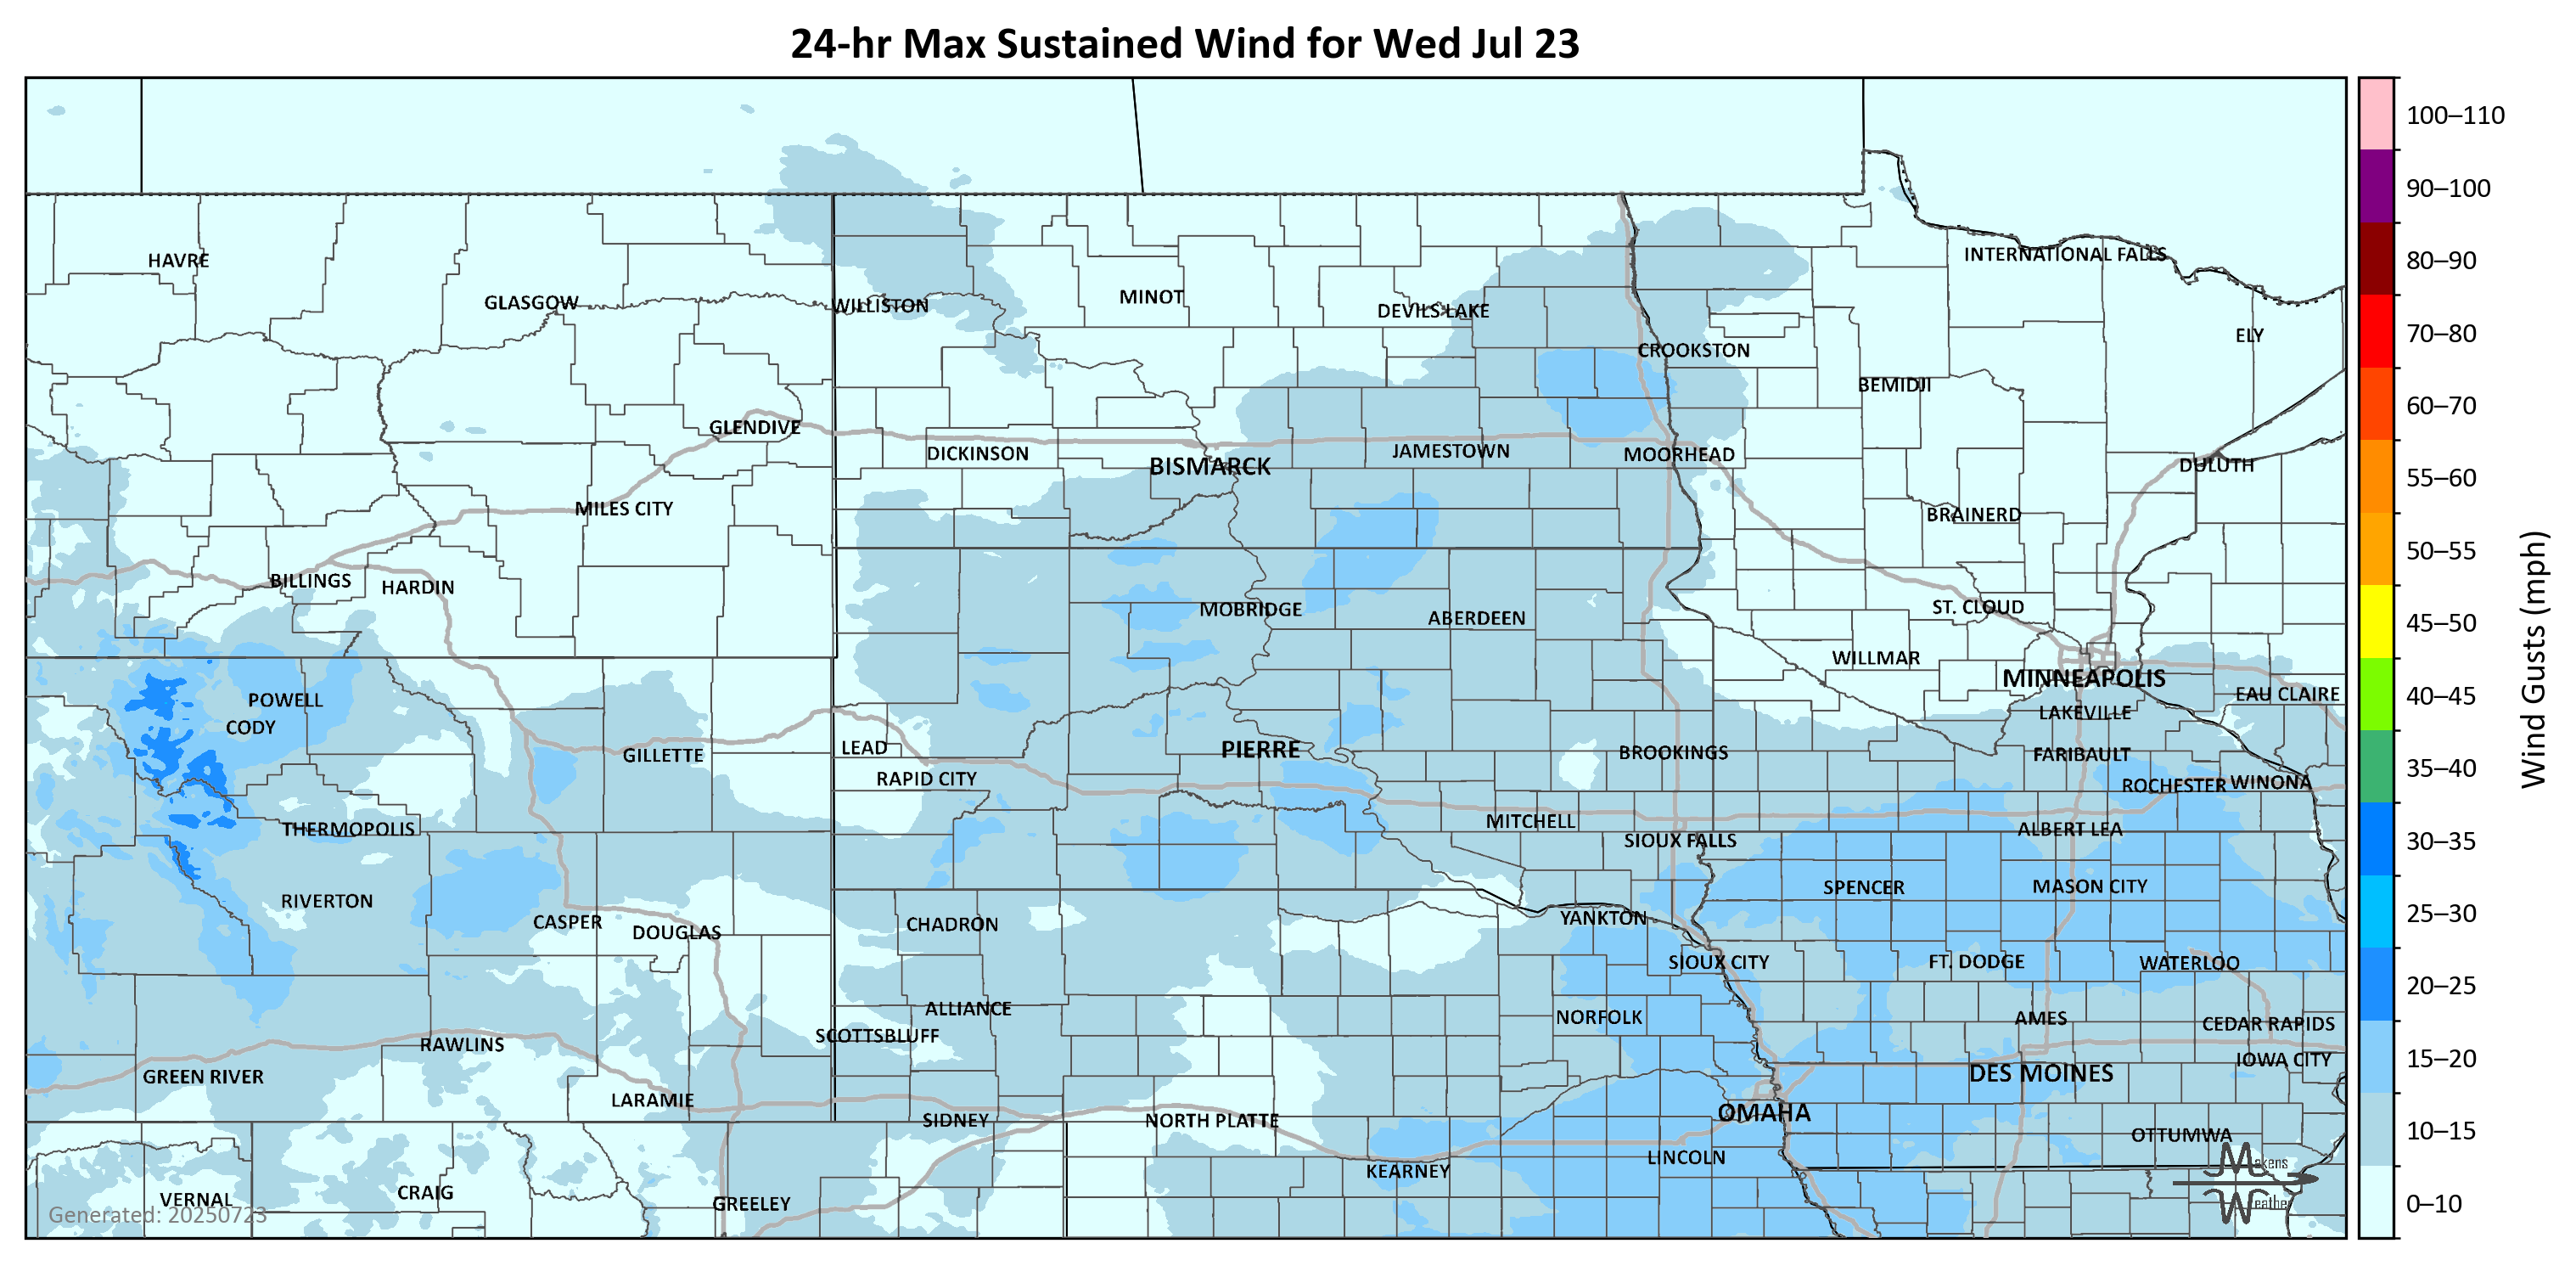 24-hr Max Sustained Wind for Wed Jul 23
100–110
90–100
80–90
70–80
60–70
55–60
50–55
45–50
40–45
35–40
30–35
25–30
20–25
15–20
10–15
0–10
Wind Gusts (mph)
HAVRE
INTERNATIONAL FALLS
GLASGOW
WILLISTON
MINOT
DEVILS LAKE
ELY
CROOKSTON
BEMIDJI
GLENDIVE
DICKINSON
BISMARCK
JAMESTOWN
MOORHEAD
DULUTH
MILES CITY
BRAINERD
BILLINGS
HARDIN
MOBRIDGE
ABERDEEN
ST. CLOUD
WILLMAR
MINNEAPOLIS
POWELL
EAU CLAIRE
CODY
LAKEVILLE
GILLETTE
LEAD
PIERRE
BROOKINGS
FARIBAULT
RAPID CITY
ROCHESTER
WINONA
THERMOPOLIS
MITCHELL
ALBERT LEA
SIOUX FALLS
RIVERTON
SPENCER
MASON CITY
CASPER
DOUGLAS
CHADRON
YANKTON
SIOUX CITY
FT. DODGE
WATERLOO
ALLIANCE
NORFOLK
AMES
CEDAR RAPIDS
SCOTTSBLUFF
RAWLINS
IOWA CITY
GREEN RIVER
DES MOINES
LARAMIE
SIDNEY
NORTH PLATTE
OMAHA
OTTUMWA
KEARNEY
LINCOLN
VERNAL
CRAIG
GREELEY
Makens
Weather
Generated: 20250723